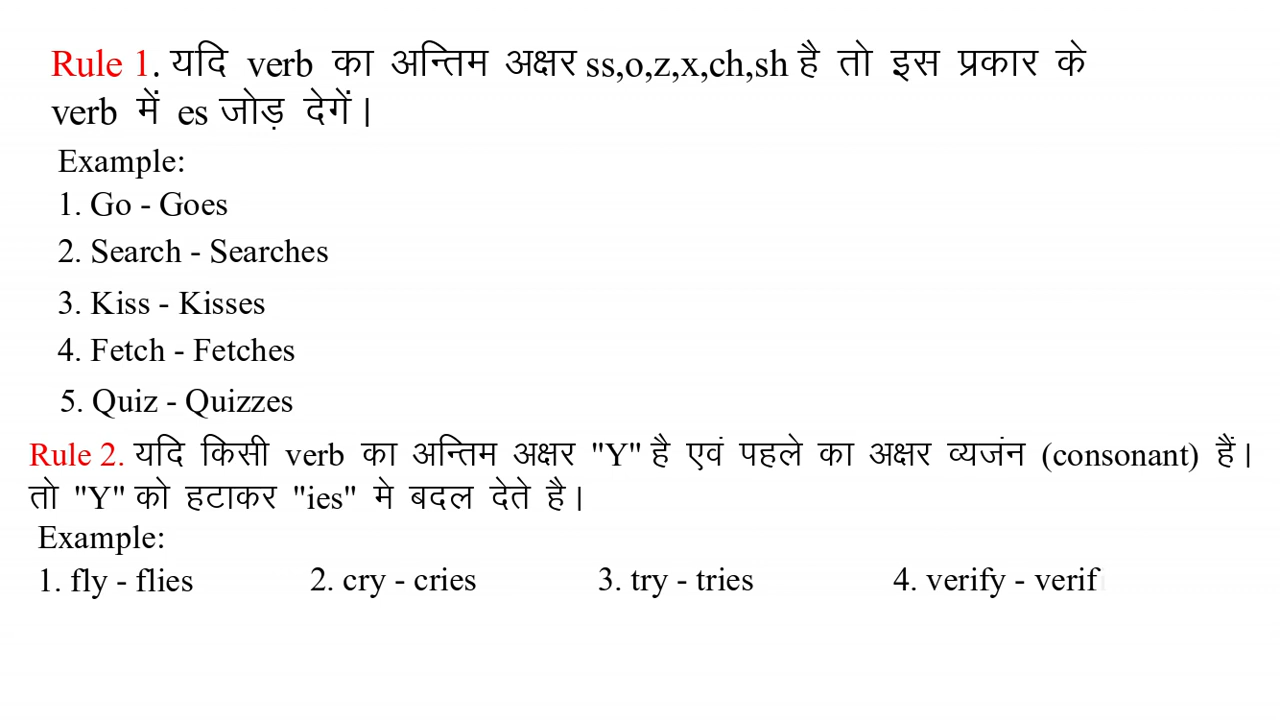 Rule 1. यदि verb का अन्तिम अक्षर ss,o,z,x,ch,sh है तो इस प्रकार के
verb में es जोड़ देगें।
Example:
1. Go - Goes
2. Search - Searches
3. Kiss - Kisses
4. Fetch - Fetches
5. Quiz - Quizzes
Rule 2. यदि किसी verb का अन्तिम अक्षर "Y" है एवं पहले का अक्षर व्यजंन (consonant) हैं।
तो "Y" को हटाकर "ies" मे बदल देते है।
Example:
1. fly - flies 2. cry - cries 3. try - tries 4. verify - verif